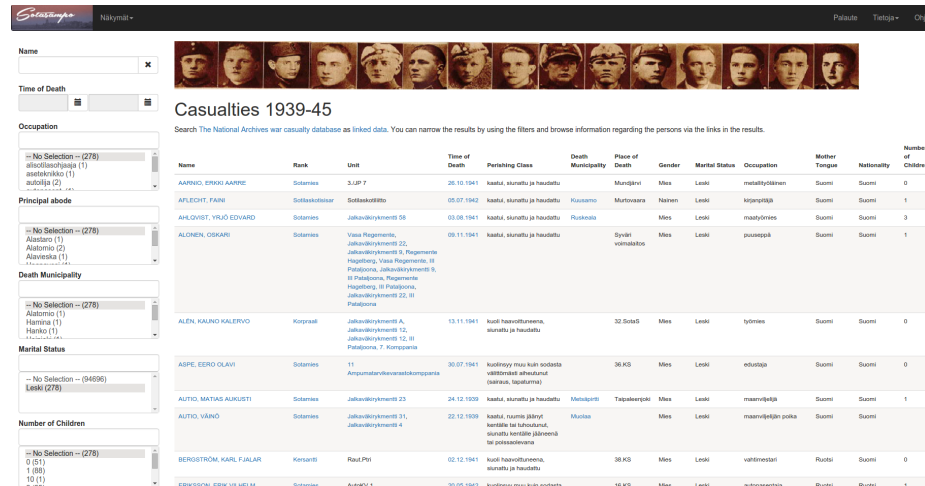 Sotasampo
Näkymät
Palaute
Tietoja
Name
Time of Death
Occupation
-- No Selection -- (278)
alisotilasohjaaja (1)
aseteknikko (1)
autoilija (2)
Principal abode
-- No Selection -- (278)
Alastaro (1)
Alatornio (2)
Alavieska (1)
Death Municipality
-- No Selection -- (278)
Alatornio (1)
Hamina (1)
Hanko (1)
Marital Status
-- No Selection -- (94696)
Leski (278)
Number of Children
-- No Selection -- (278)
0 (51)
1 (88)
10 (1)
Casualties 1939-45
Search The National Archives war casualty database as linked data. You can narrow the results by using the filters and browse information regarding the persons via the links in the results.
Name Rank Unit Time of Death Perishing Class Death Municipality Place of Death Gender Marital Status Occupation Mother Tongue Nationality Number of Children
AARNIO, ERKKI AARRE Sotamies 3./JP 7 26.10.1941 kaatui, siunattu ja haudattu Mundjärvi Mies Leski metallityöläinen Suomi Suomi 0
AFLECHT, FAINI Sotilaskotisisar Sotilaskotiliitto 05.07.1942 kaatui, siunattu ja haudattu Kuusamo Murtovaara Nainen Leski kirjanpitäjä Suomi Suomi 1
AHLQVIST, YRJÖ EDVARD Sotamies Jalkaväkirykmentti 58 03.08.1941 kaatui, siunattu ja haudattu Ruskeala Mies Leski maatyömies Suomi Suomi 3
ALONEN, OSKARI Sotamies Vasa Regemente, 09.11.1941 kaatui, siunattu ja haudattu Syväri Mies Leski puuseppä Suomi Suomi 1
Jalkaväkirykmentti 22, voimalaitos
Jalkaväkirykmentti 9, Regemente
Hagelberg, Vasa Regemente, III
Pataljoona, Jalkaväkirykmentti 9,
III Pataljoona, Regemente
Hagelberg, III Pataljoona,
Jalkaväkirykmentti 22, III
Pataljoona
ALÉN, KAUNO KALERVO Korpraali Jalkaväkirykmentti A, 13.11.1941 kuoli haavoittuneena, 32.SotaS Mies Leski työmies Suomi Suomi 0
Jalkaväkirykmentti 12, siunattu ja haudattu
Jalkaväkirykmentti 12, III
Pataljoona, 7. Komppania
ASPE, EERO OLAVI Sotamies 11 30.07.1941 kuolinsyy muu kuin sodasta 36.KS Mies Leski edustaja Suomi Suomi 0
Ampumatarvikevarastokomppania välittömästi aiheutunut
(sairaus, tapaturma)
AUTIO, MATIAS AUKUSTI Sotamies Jalkaväkirykmentti 23 24.12.1939 kaatui, siunattu ja haudattu Metsäpirtti Taipaleenjoki Mies Leski maanviljelijä Suomi Suomi 1
AUTIO, VÄINÖ Sotamies Jalkaväkirykmentti 31, 22.12.1939 kaatui, ruumis jäänyt Muolaa Mies Leski maanviljelijän poika Suomi Suomi
Jalkaväkirykmentti 4 kentälle tai tuhoutunut,
siunattu kentälle jääneenä
tai poissaolevana
BERGSTRÖM, KARL FJALAR Kersantti Raut.Ptri 02.12.1941 kuoli haavoittuneena, 38.KS Mies Leski vahtimestari Ruotsi Suomi 0
siunattu ja haudattu